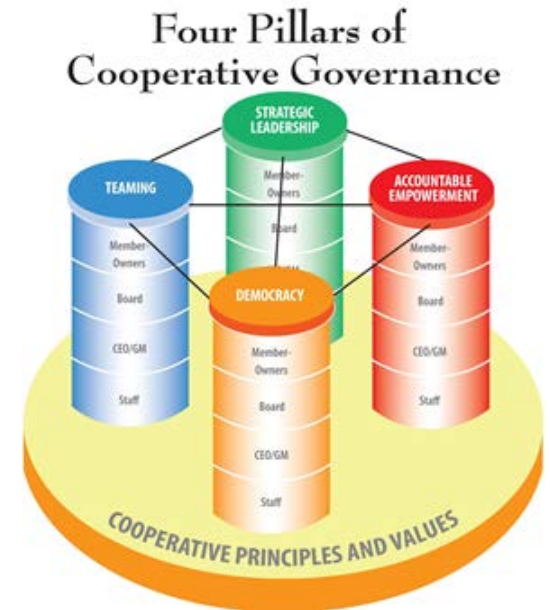 Four Pillars of
Cooperative Governance
STRATEGIC
LEADERSHIP
Member-
Owners
Board
TEAMING
Member-
Owners
Board
CEO/GM
Staff
ACCOUNTABLE
EMPOWERMENT
Member-
Owners
Board
CEO/GM
Staff
DEMOCRACY
Member-
Owners
Board
CEO/GM
Staff
COOPERATIVE PRINCIPLES AND VALUES